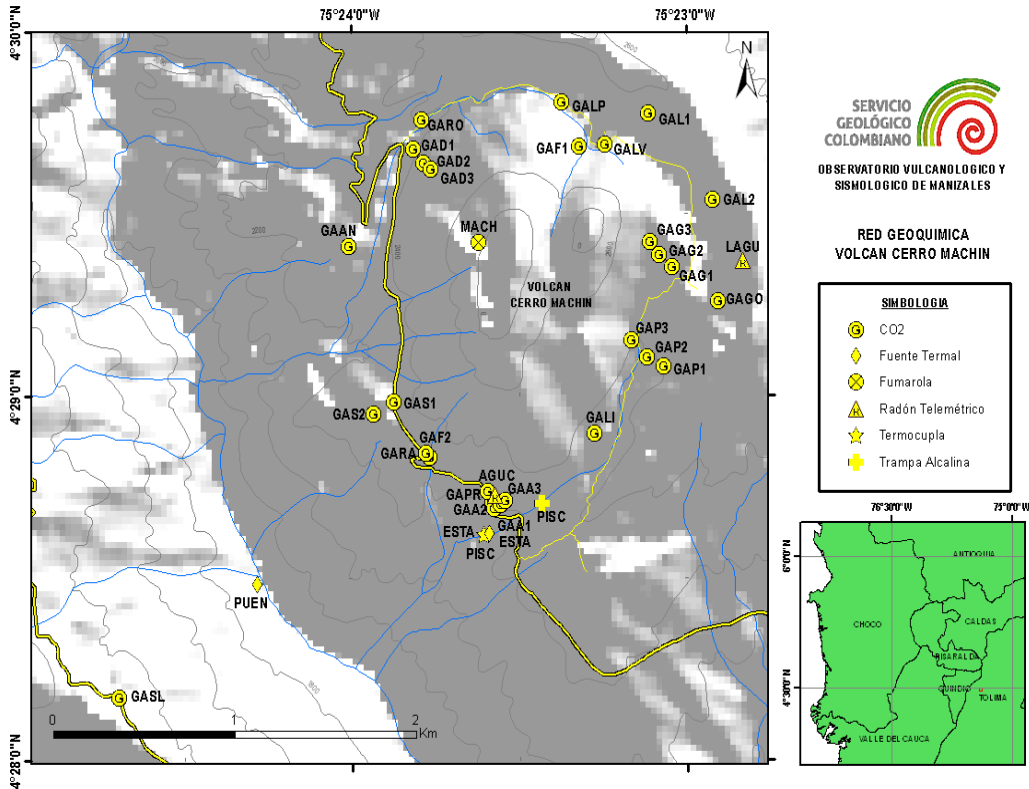 75°24'0"W
75°23'0"W
4°30'0"N
4°29'0"N
4°28'0"N
N
2600
GALP
GAL1
GARO
GAD1
GAD2
GAD3
GAF1
GALV
GAL2
GAAN
MACH
GAG3
GAG2
GAG1
LAGU
2200
VOLCAN
CERRO MACHIN
GAGO
GAP3
GAP2
GAP1
GAS1
GAS2
GALI
GAF2
GARA
AGUC
GAPR
GAA3
GAA2
GAA1
PISC
ESTA
ESTA
PISC
PUEN
GASL
0
1
2
Km
SERVICIO
GEOLÓGICO
COLOMBIANO
OBSERVATORIO VULCANOLOGICO Y
SISMOLOGICO DE MANIZALES
RED GEOQUIMICA
VOLCAN CERRO MACHIN
SIMBOLOGIA
CO2
Fuente Termal
Fumarola
Radón Telemétrico
Termocupla
Trampa Alcalina
76°30'0"W
75°0'0"W
6°0'0"N
4°30'0"N
ANTIOQUIA
CHOCO
CALDAS
RISARALDA
QUINDIO
TOLIMA
VALLE DEL CAUCA